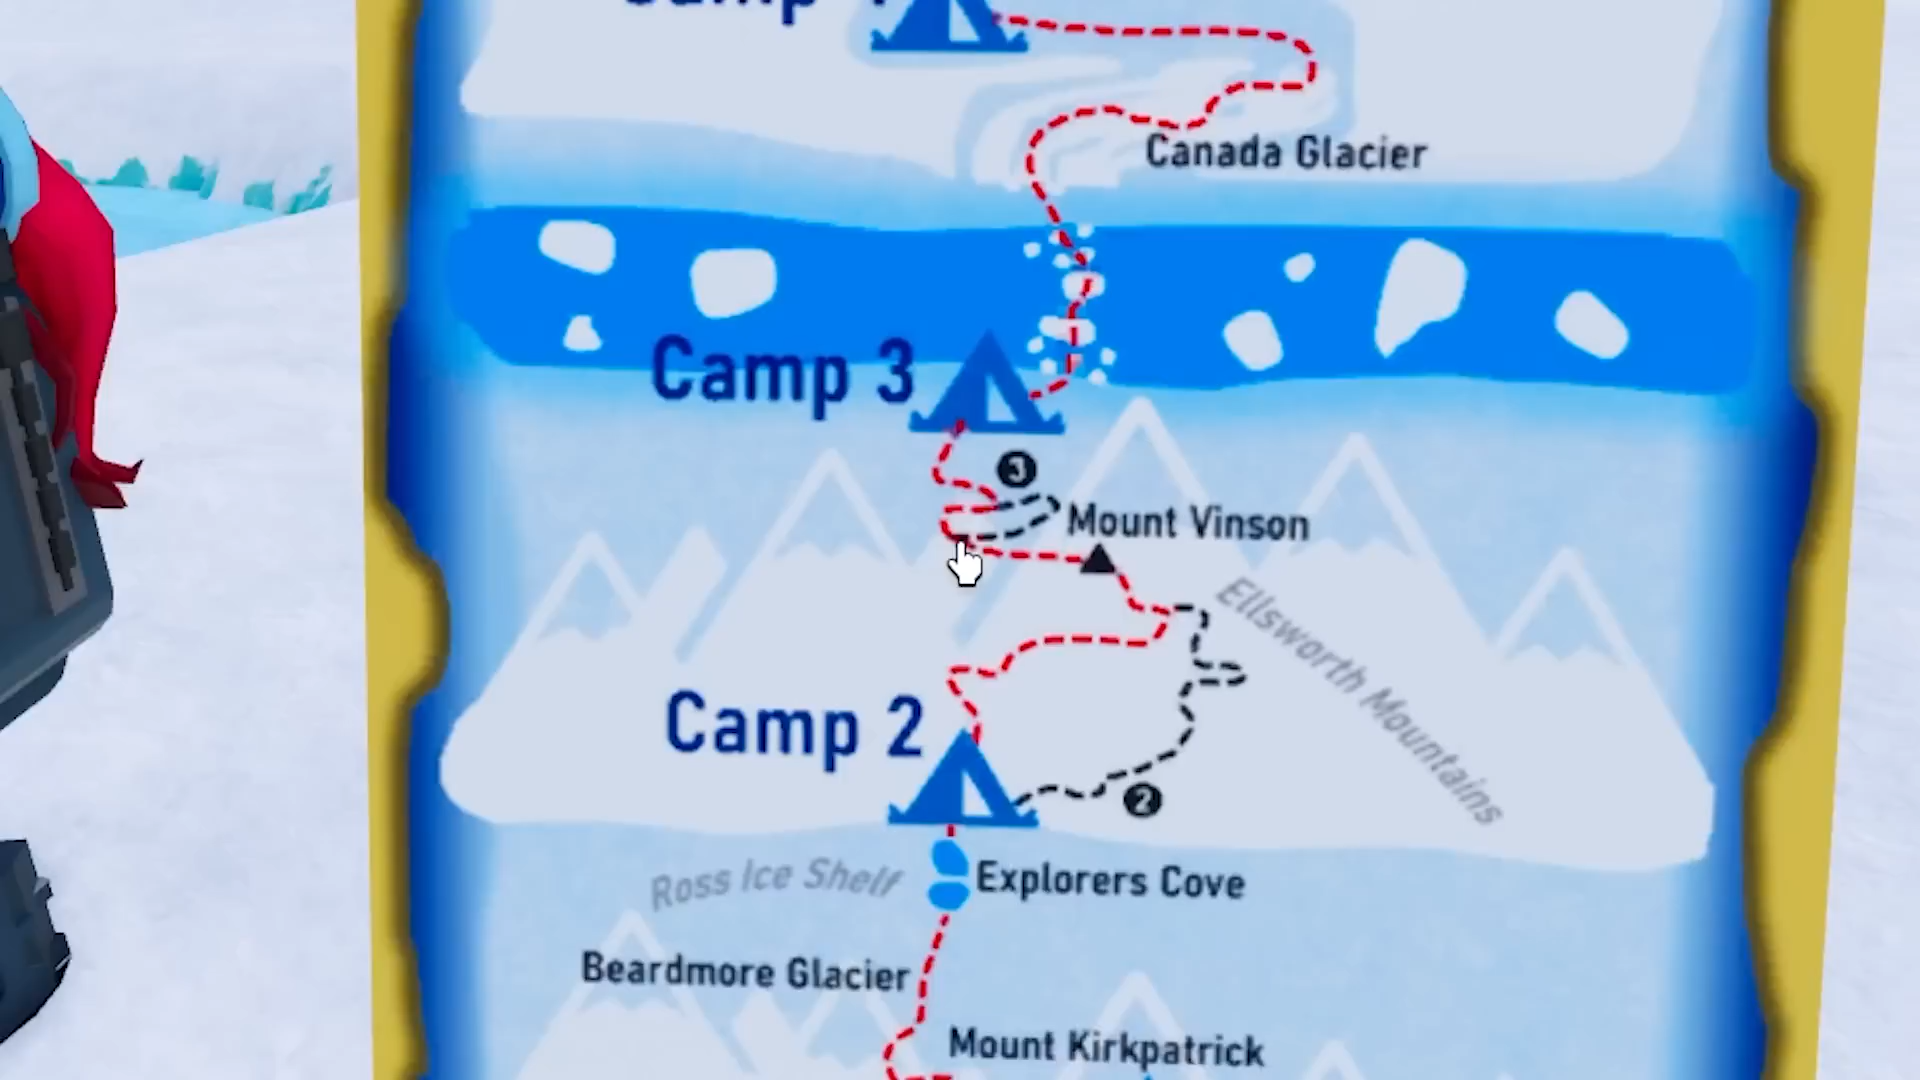 Camp
Canada Glacier
Camp 3
3
Mount Vinson
Ellsworth Mountains
Camp 2
2
Ross Ice Shelf
Explorers Cove
Beardmore Glacier
Mount Kirkpatrick